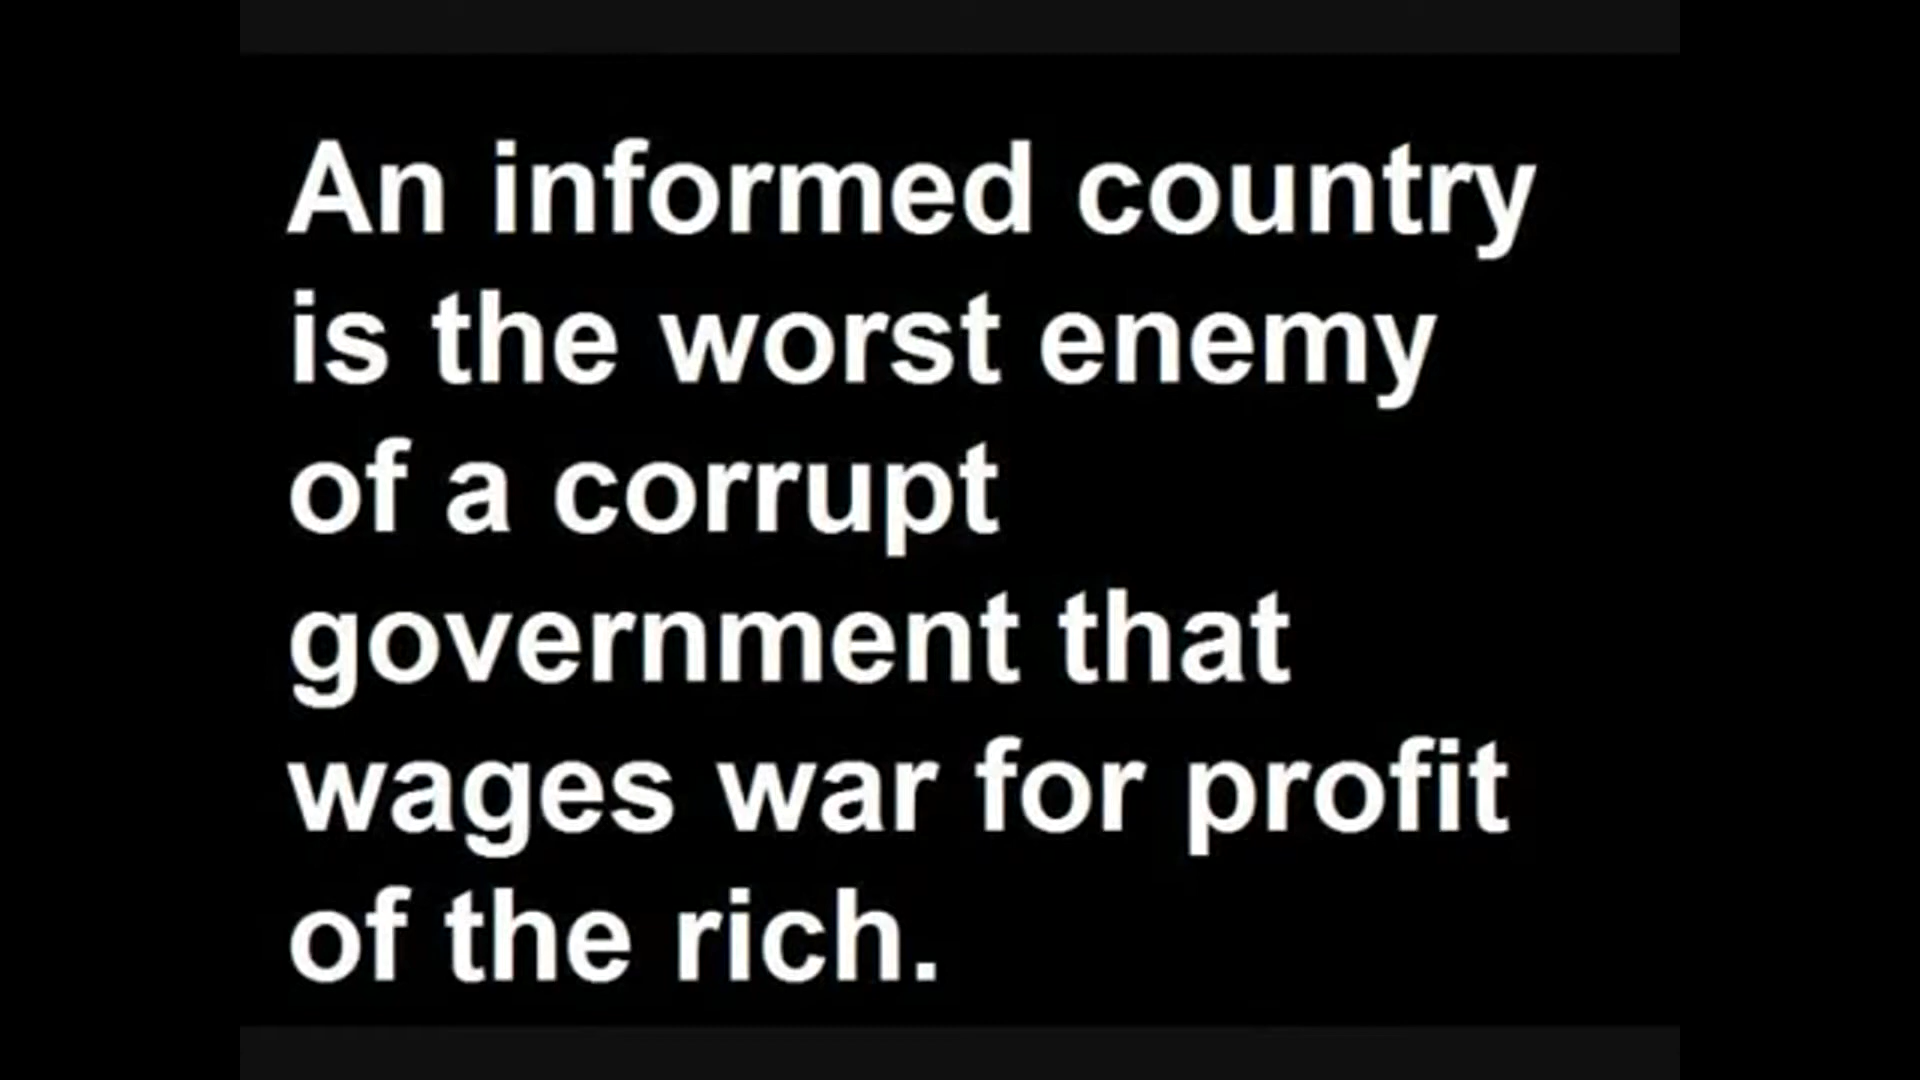 An informed country
is the worst enemy
of a corrupt
government that
wages war for profit
of the rich.